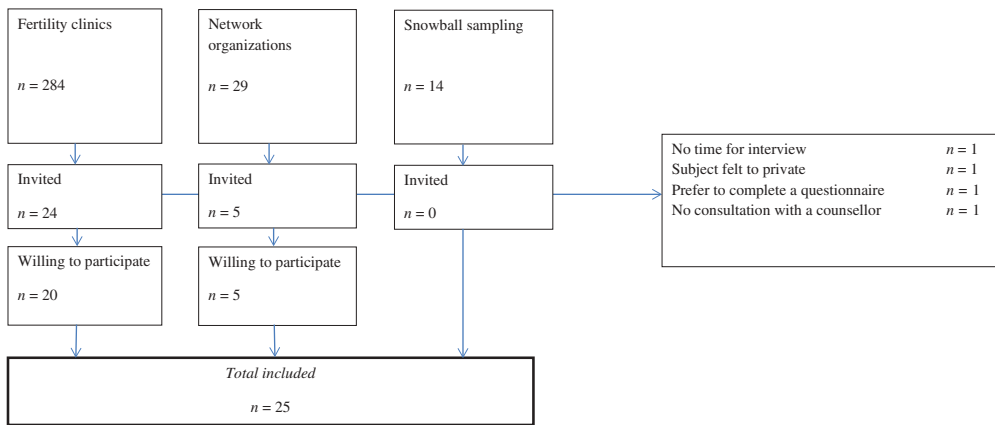 Fertility clinics
n = 284
Network
organizations
n = 29
Snowball sampling
n = 14
Invited
n = 24
Invited
n = 5
Invited
n = 0
No time for interview n = 1
Subject felt to private n = 1
Prefer to complete a questionnaire n = 1
No consultation with a counsellor n = 1
Willing to participate
n = 20
Willing to participate
n = 5
Total included
n = 25